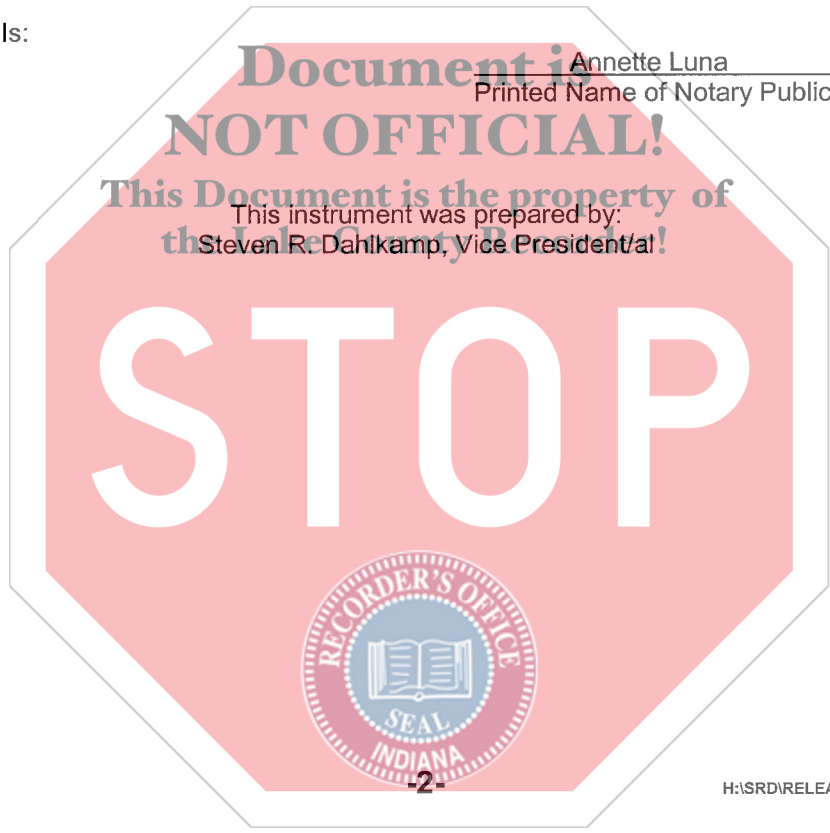 ls:
Document is
Annette Luna
Printed Name of Notary Public
NOT OFFICIAL!
This Document is the property of
This instrument was prepared by:
the Lake County Recorder!
Steven R. Dahlkamp, Vice President/al
STOP
RECORDER'S OFFICE
SEAL
INDIANA
-2-
H:\SRD\RELEA